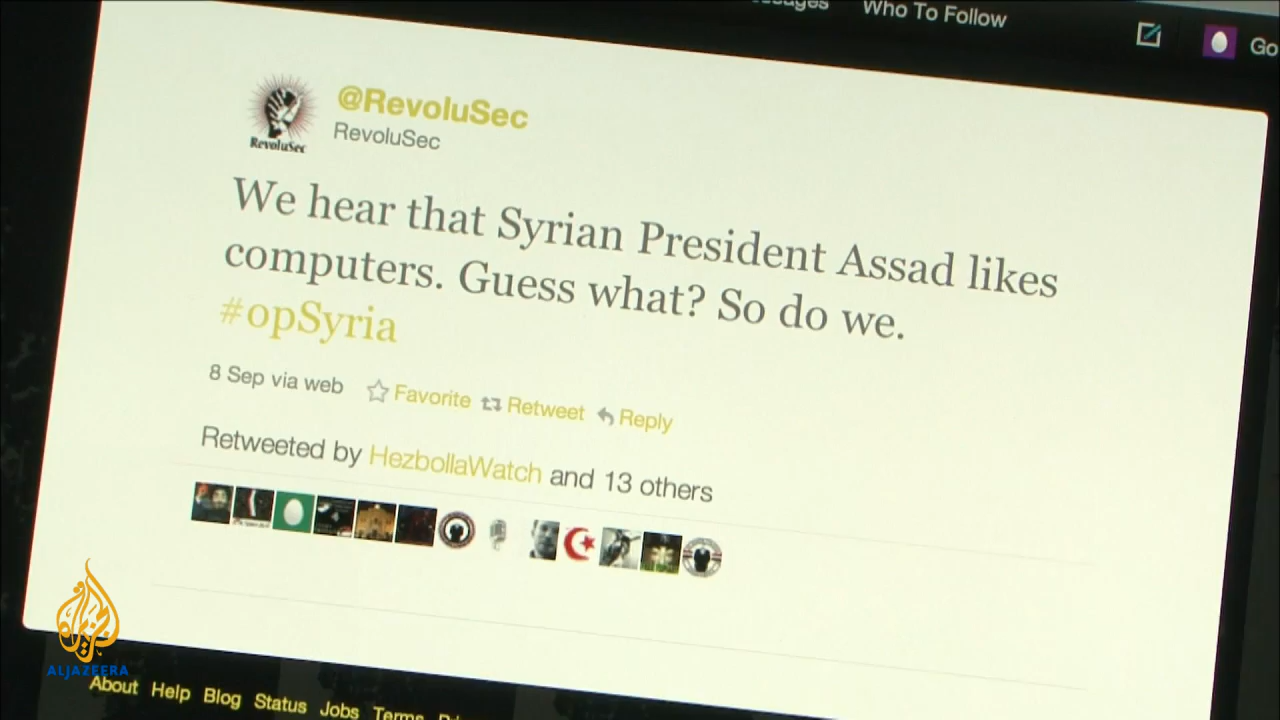 Who To Follow
Go
@RevoluSec
RevoluSec
RevoluSec
We hear that Syrian President Assad likes
computers. Guess what? So do we.
#opSyria
8 Sep via web Favorite Retweet Reply
Retweeted by HezbollaWatch and 13 others
ALJAZEERA
About Help Blog Status Jobs Terms